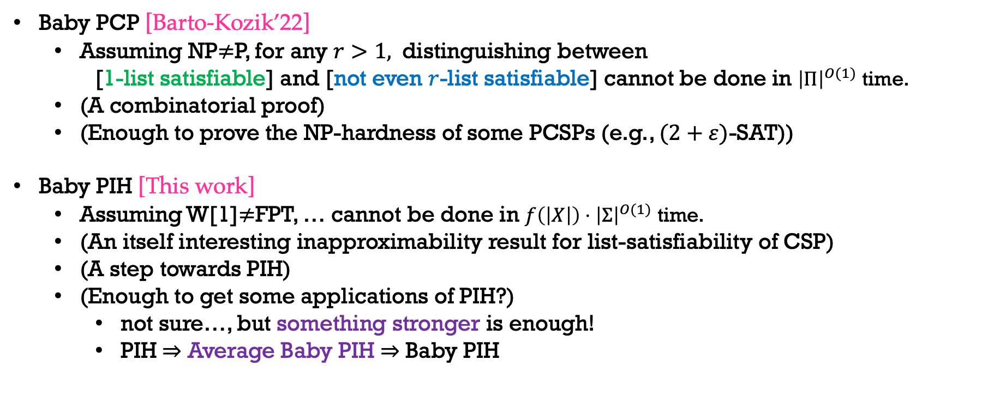 • Baby PCP [Barto-Kozik’22]
• Assuming NP≠P, for any r > 1, distinguishing between
[1-list satisfiable] and [not even r-list satisfiable] cannot be done in |Π|^{O(1)} time.
• (A combinatorial proof)
• (Enough to prove the NP-hardness of some PCSPs (e.g., (2 + ε)-SAT))
• Baby PIH [This work]
• Assuming W[1]≠FPT, … cannot be done in f(|X|) · |Σ|^{O(1)} time.
• (An itself interesting inapproximability result for list-satisfiability of CSP)
• (A step towards PIH)
• (Enough to get some applications of PIH?)
• not sure…, but something stronger is enough!
• PIH ⇒ Average Baby PIH ⇒ Baby PIH